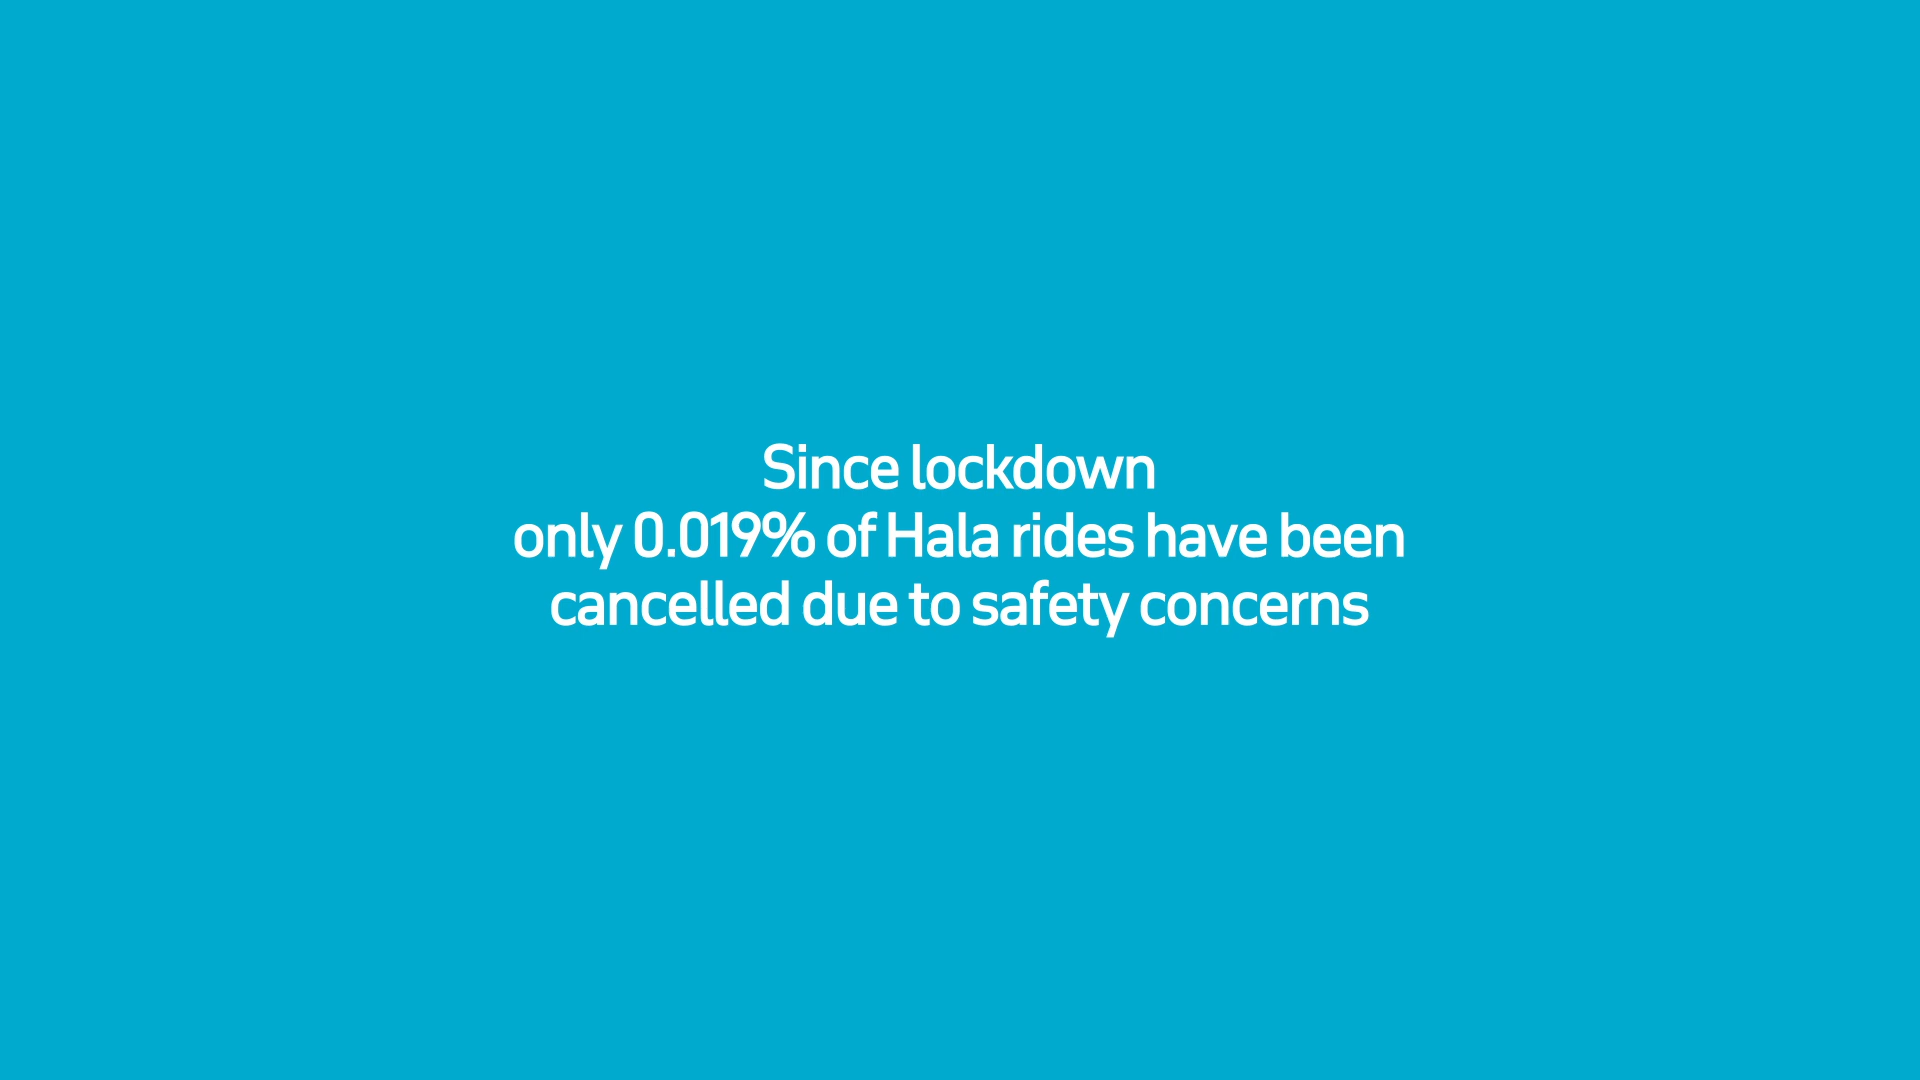 Since lockdown
only 0.019% of Hala rides have been
cancelled due to safety concerns